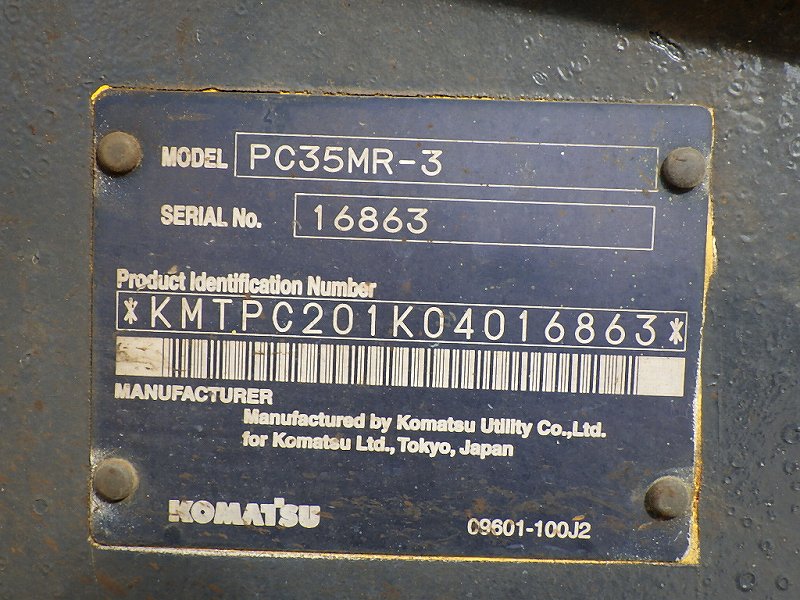 MODEL PC35MR-3
SERIAL No. 16863
Product Identification Number
*KMTPC201K04016863*
MANUFACTURER
Manufactured by Komatsu Utility Co.,Ltd.
for Komatsu Ltd., Tokyo, Japan
KOMATSU 09601-100J2